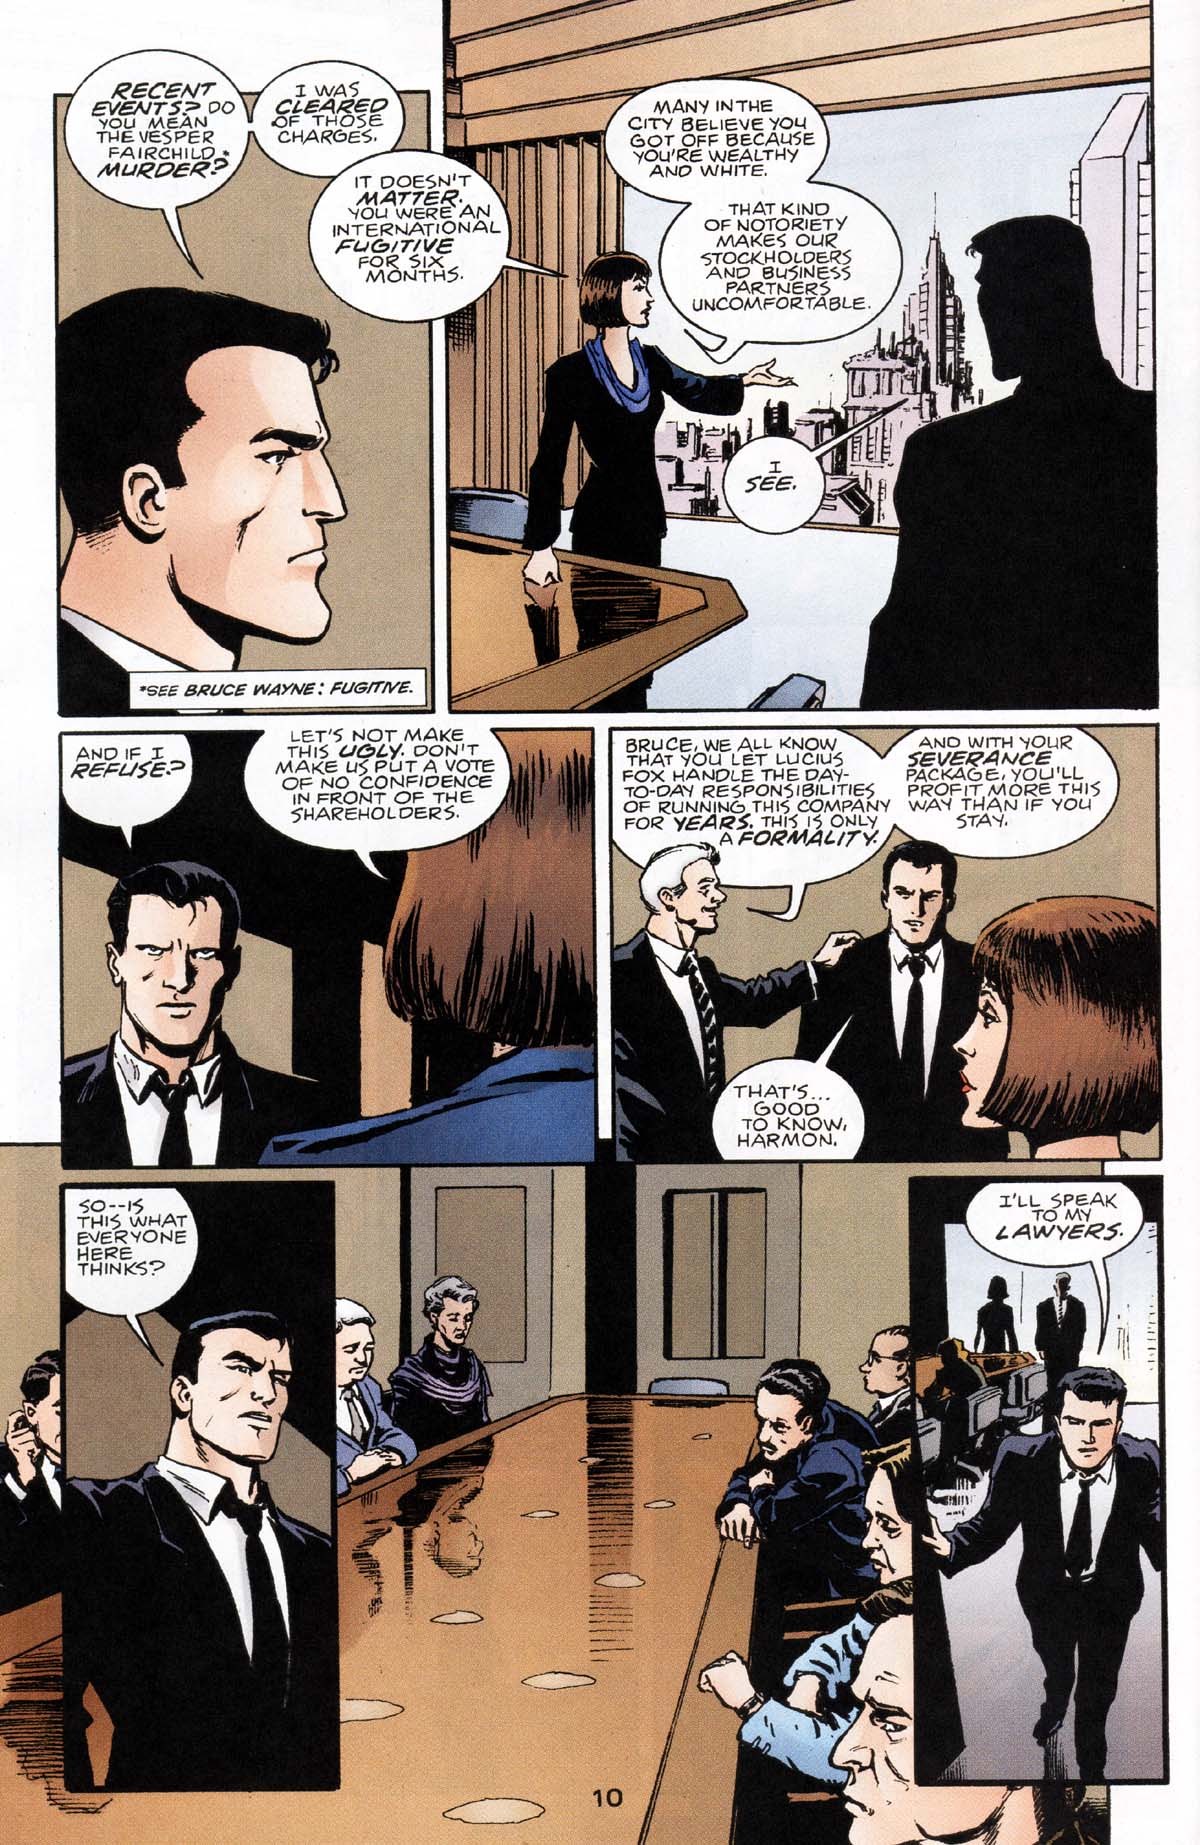 RECENT
EVENTS? DO
YOU MEAN
THE VESPER
FAIRCHILD*
MURDER?
I WAS
CLEARED
OF THOSE
CHARGES.
IT DOESN'T
MATTER.
YOU WERE AN
INTERNATIONAL
FUGITIVE
FOR SIX
MONTHS.
*SEE BRUCE WAYNE: FUGITIVE.
MANY IN THE
CITY BELIEVE YOU
GOT OFF BECAUSE
YOU'RE WEALTHY
AND WHITE.
THAT KIND
OF NOTORIETY
MAKES OUR
STOCKHOLDERS
AND BUSINESS
PARTNERS
UNCOMFORTABLE.
I
SEE.
AND IF I
REFUSE?
LET'S NOT MAKE
THIS UGLY. DON'T
MAKE US PUT A VOTE
OF NO CONFIDENCE
IN FRONT OF THE
SHAREHOLDERS.
BRUCE, WE ALL KNOW
THAT YOU LET LUCIUS
FOX HANDLE THE DAY-
TO-DAY RESPONSIBILITIES
OF RUNNING THIS COMPANY
FOR YEARS. THIS IS ONLY
A FORMALITY.
AND WITH YOUR
SEVERANCE
PACKAGE, YOU'LL
PROFIT MORE THIS
WAY THAN IF YOU
STAY.
THAT'S...
GOOD
TO KNOW,
HARMON.
SO--IS
THIS WHAT
EVERYONE
HERE
THINKS?
I'LL SPEAK
TO MY
LAWYERS.
10